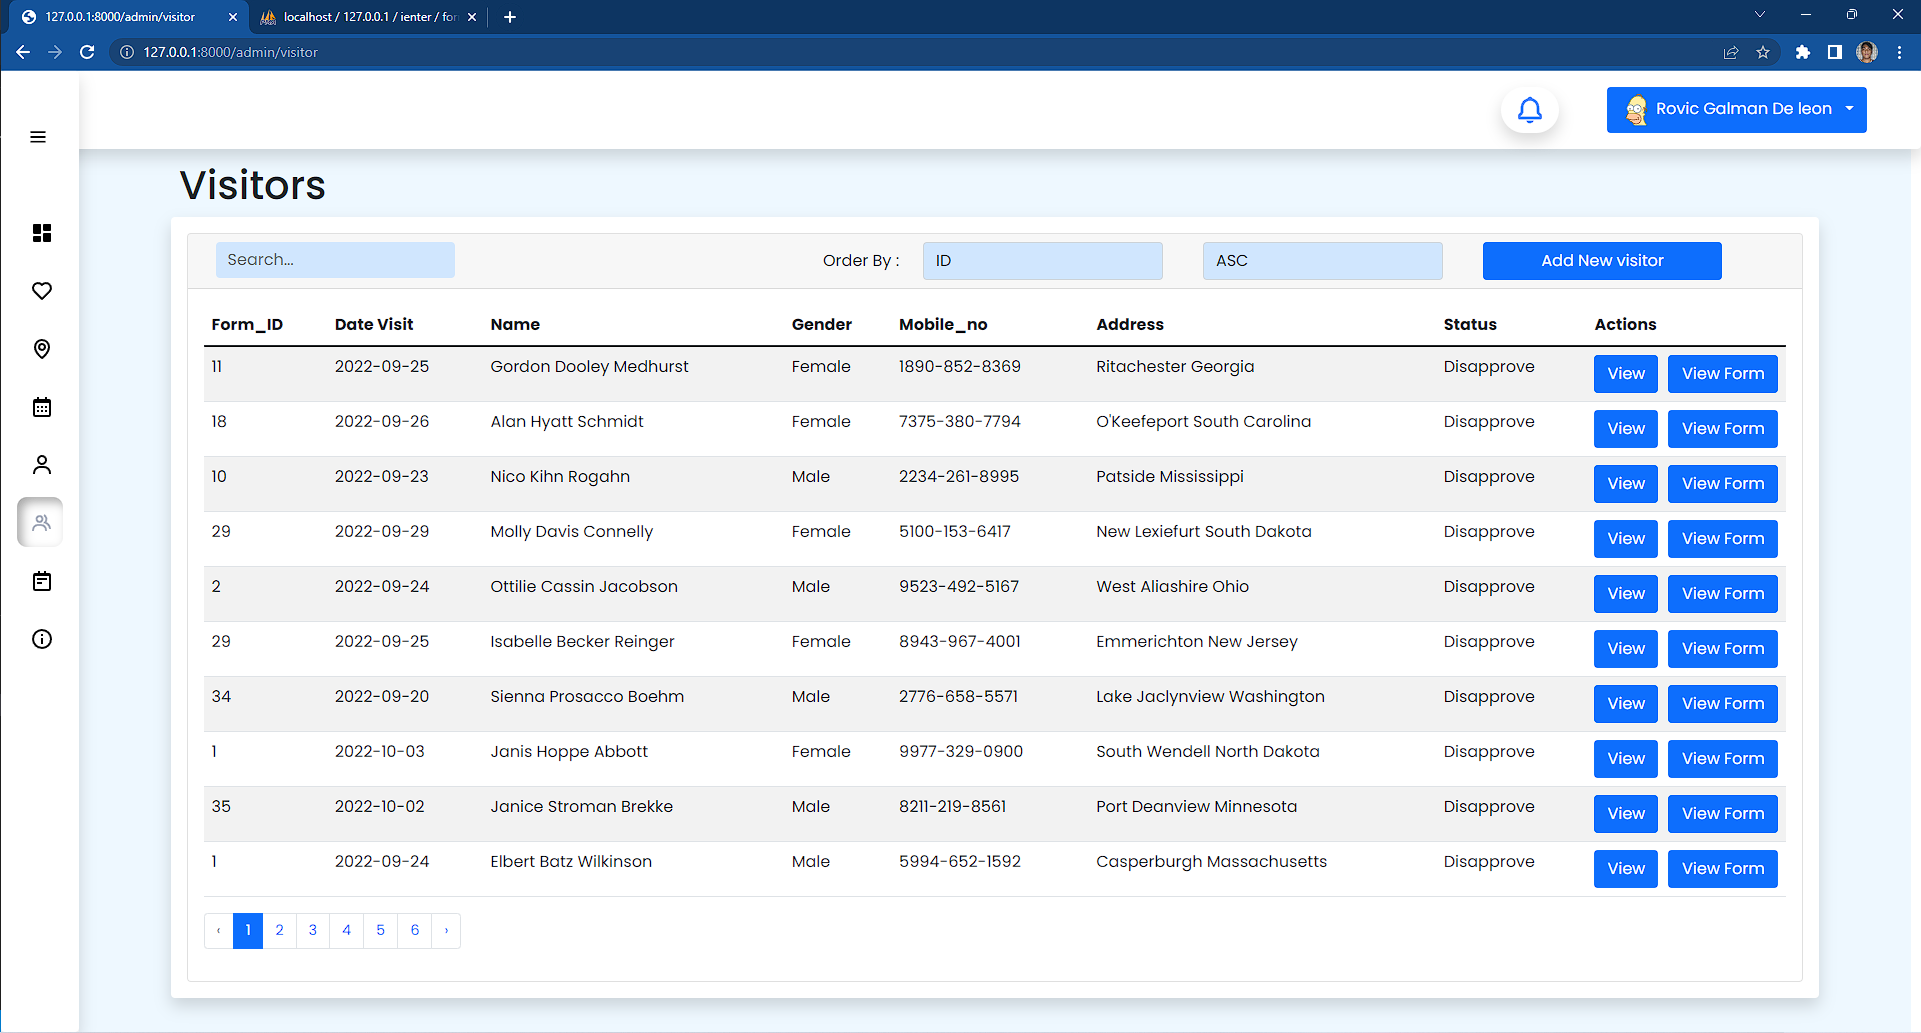 127.0.0.1:8000/admin/visitor
localhost / 127.0.0.1 / ienter / for
127.0.0.1:8000/admin/visitor
Rovic Galman De leon
Visitors
Search... Order By : ID ASC Add New visitor
Form_ID Date Visit Name Gender Mobile_no Address Status Actions
11 2022-09-25 Gordon Dooley Medhurst Female 1890-852-8369 Ritachester Georgia Disapprove View View Form
18 2022-09-26 Alan Hyatt Schmidt Female 7375-380-7794 O'Keefeport South Carolina Disapprove View View Form
10 2022-09-23 Nico Kihn Rogahn Male 2234-261-8995 Patside Mississippi Disapprove View View Form
29 2022-09-29 Molly Davis Connelly Female 5100-153-6417 New Lexiefurt South Dakota Disapprove View View Form
2 2022-09-24 Ottilie Cassin Jacobson Male 9523-492-5167 West Aliashire Ohio Disapprove View View Form
29 2022-09-25 Isabelle Becker Reinger Female 8943-967-4001 Emmerichton New Jersey Disapprove View View Form
34 2022-09-20 Sienna Prosacco Boehm Male 2776-658-5571 Lake Jaclynview Washington Disapprove View View Form
1 2022-10-03 Janis Hoppe Abbott Female 9977-329-0900 South Wendell North Dakota Disapprove View View Form
35 2022-10-02 Janice Stroman Brekke Male 8211-219-8561 Port Deanview Minnesota Disapprove View View Form
1 2022-09-24 Elbert Batz Wilkinson Male 5994-652-1592 Casperburgh Massachusetts Disapprove View View Form
‹ 1 2 3 4 5 6 ›